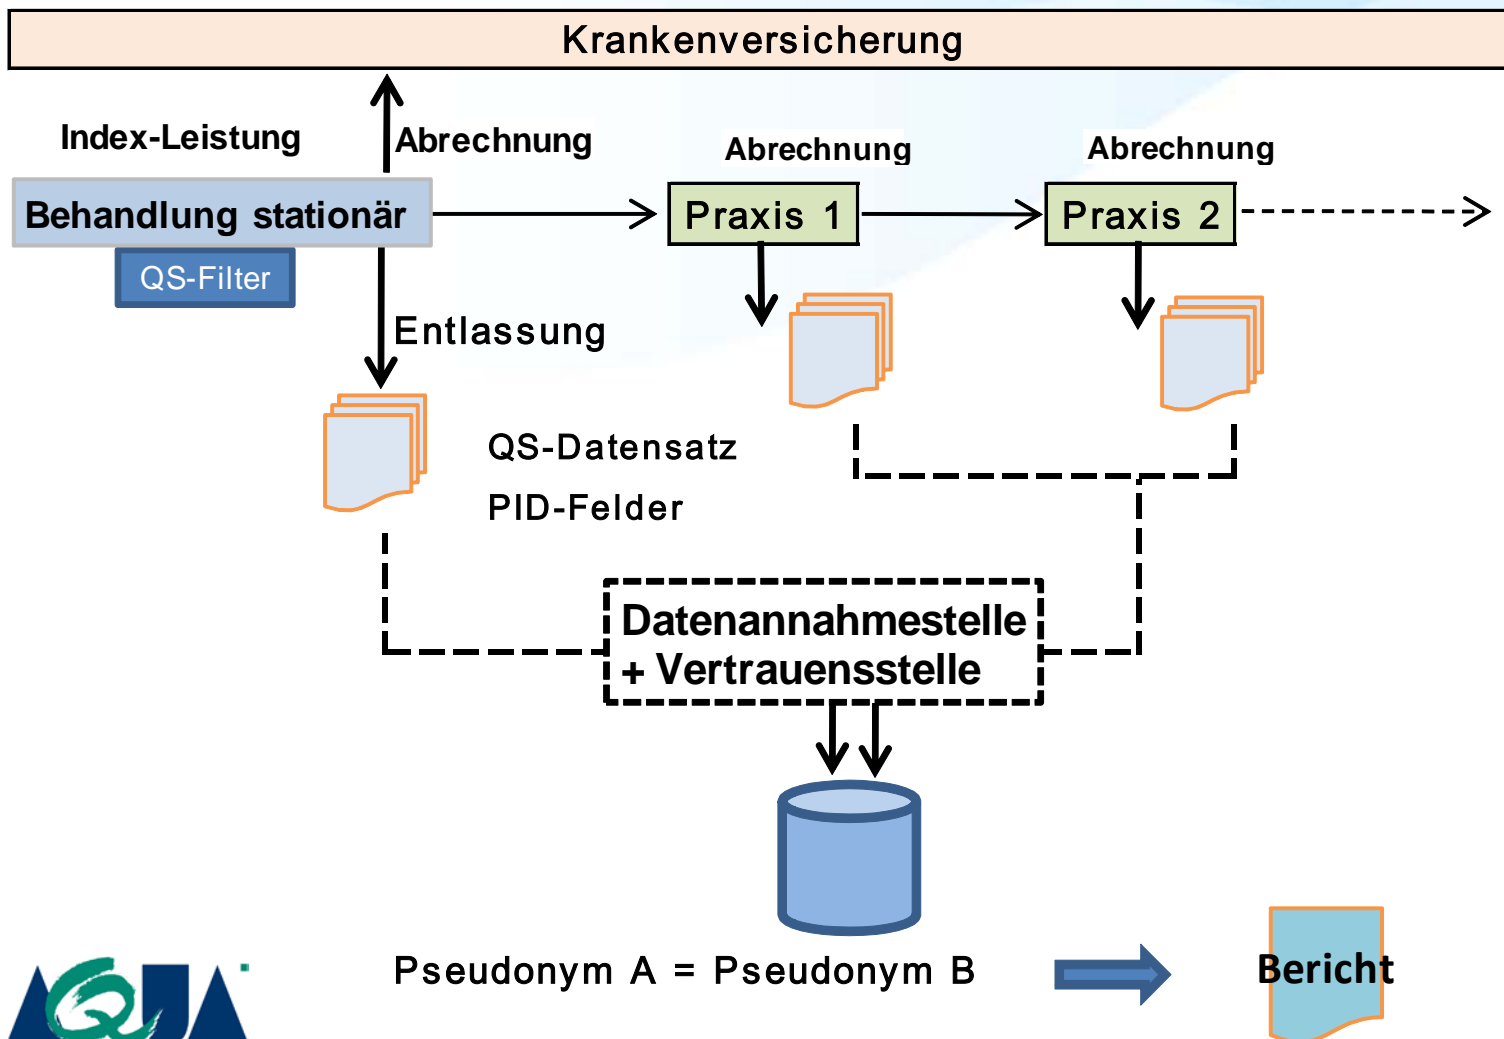 Krankenversicherung
Index-Leistung
Abrechnung
Abrechnung
Abrechnung
Behandlung stationär
Praxis 1
Praxis 2
QS-Filter
Entlassung
QS-Datensatz
PID-Felder
Datenannahmestelle
+ Vertrauensstelle
Pseudonym A = Pseudonym B
Bericht
AQUA